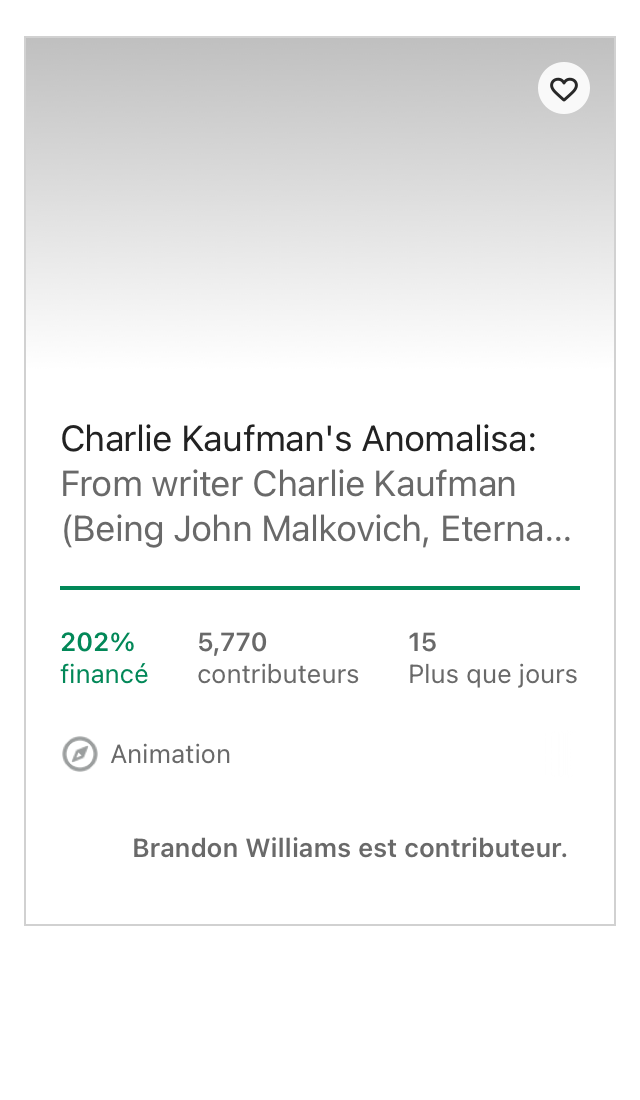 Charlie Kaufman's Anomalisa:
From writer Charlie Kaufman
(Being John Malkovich, Eterna...
202% 5,770 15
financé contributeurs Plus que jours
Animation
Brandon Williams est contributeur.